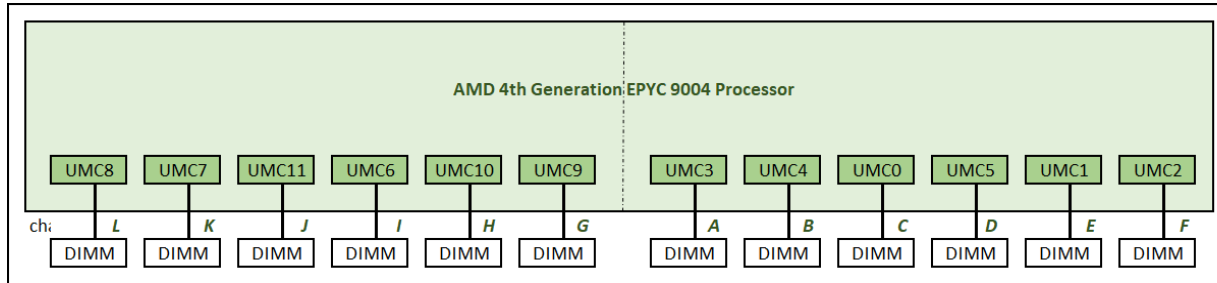 AMD 4th Generation EPYC 9004 Processor
UMC8 UMC7 UMC11 UMC6 UMC10 UMC9 UMC3 UMC4 UMC0 UMC5 UMC1 UMC2
L K J I H G A B C D E F
DIMM DIMM DIMM DIMM DIMM DIMM DIMM DIMM DIMM DIMM DIMM DIMM